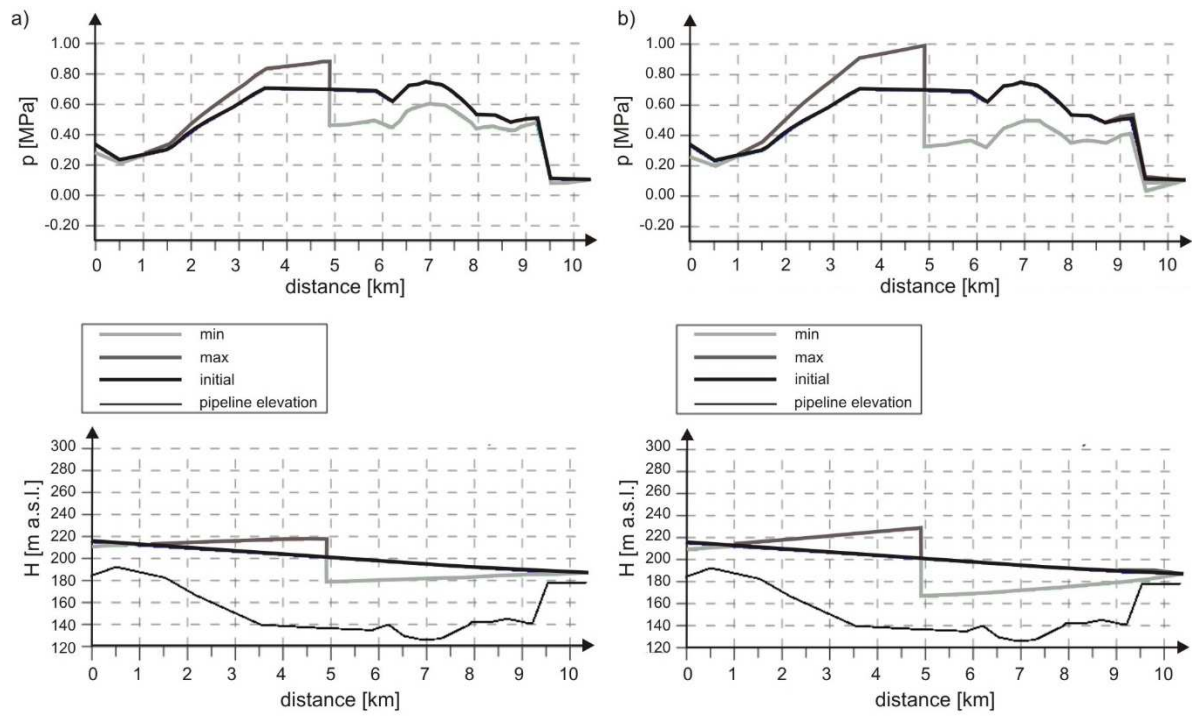 a)
p [MPa]
1.00
0.80
0.60
0.40
0.20
0.00
-0.20
0 1 2 3 4 5 6 7 8 9 10
distance [km]
b)
p [MPa]
1.00
0.80
0.60
0.40
0.20
0.00
-0.20
0 1 2 3 4 5 6 7 8 9 10
distance [km]
min
max
initial
pipeline elevation
min
max
initial
pipeline elevation
H [m a.s.l.]
300
280
260
240
220
200
180
160
140
120
0 1 2 3 4 5 6 7 8 9 10
distance [km]
H [m a.s.l.]
300
280
260
240
220
200
180
160
140
120
0 1 2 3 4 5 6 7 8 9 10
distance [km]